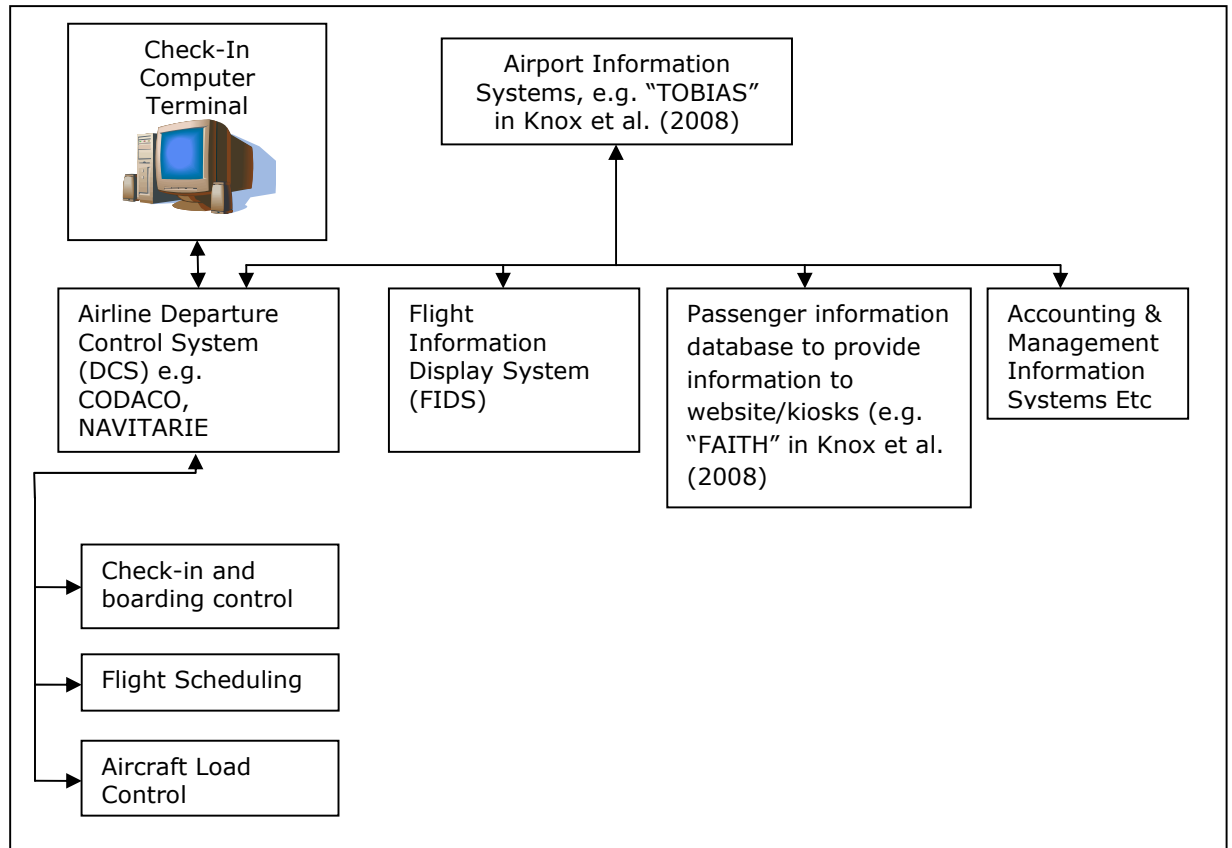 Check-In
Computer
Terminal
Airport Information
Systems, e.g. “TOBIAS”
in Knox et al. (2008)
Airline Departure
Control System
(DCS) e.g.
CODACO,
NAVITARIE
Flight
Information
Display System
(FIDS)
Passenger information
database to provide
information to
website/kiosks (e.g.
“FAITH” in Knox et al.
(2008)
Accounting &
Management
Information
Systems Etc
Check-in and
boarding control
Flight Scheduling
Aircraft Load
Control